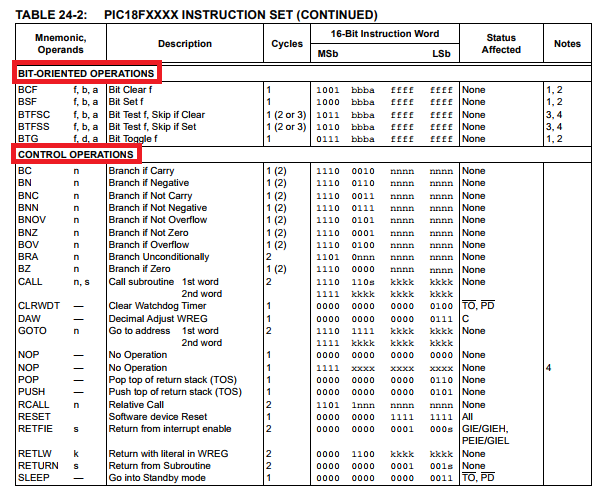 TABLE 24-2: PIC18FXXXX INSTRUCTION SET (CONTINUED)
Mnemonic, Operands Description Cycles 16-Bit Instruction Word MSb LSb Status Affected Notes
BIT-ORIENTED OPERATIONS
BCF f, b, a Bit Clear f 1 1001 bbba ffff ffff None 1, 2
BSF f, b, a Bit Set f 1 1000 bbba ffff ffff None 1, 2
BTFSC f, b, a Bit Test f, Skip if Clear 1 (2 or 3) 1011 bbba ffff ffff None 3, 4
BTFSS f, b, a Bit Test f, Skip if Set 1 (2 or 3) 1010 bbba ffff ffff None 3, 4
BTG f, d, a Bit Toggle f 1 0111 bbba ffff ffff None 1, 2
CONTROL OPERATIONS
BC n Branch if Carry 1 (2) 1110 0010 nnnn nnnn None
BN n Branch if Negative 1 (2) 1110 0110 nnnn nnnn None
BNC n Branch if Not Carry 1 (2) 1110 0011 nnnn nnnn None
BNN n Branch if Not Negative 1 (2) 1110 0111 nnnn nnnn None
BNOV n Branch if Not Overflow 1 (2) 1110 0101 nnnn nnnn None
BNZ n Branch if Not Zero 1 (2) 1110 0001 nnnn nnnn None
BOV n Branch if Overflow 1 (2) 1110 0100 nnnn nnnn None
BRA n Branch Unconditionally 2 1101 0nnn nnnn nnnn None
BZ n Branch if Zero 1 (2) 1110 0000 nnnn nnnn None
CALL n, s Call subroutine 1st word 2 1110 110s kkkk kkkk None
2nd word 1111 kkkk kkkk kkkk
CLRWDT — Clear Watchdog Timer 1 0000 0000 0000 0100 TO, PD
DAW — Decimal Adjust WREG 1 0000 0000 0000 0111 C
GOTO n Go to address 1st word 2 1110 1111 kkkk kkkk None
2nd word 1111 kkkk kkkk kkkk
NOP — No Operation 1 0000 0000 0000 0000 None
NOP — No Operation 1 1111 xxxx xxxx xxxx None 4
POP — Pop top of return stack (TOS) 1 0000 0000 0000 0110 None
PUSH — Push top of return stack (TOS) 1 0000 0000 0000 0101 None
RCALL n Relative Call 2 1101 1nnn nnnn nnnn None
RESET Software device Reset 1 0000 0000 1111 1111 All
RETFIE s Return from interrupt enable 2 0000 0000 0001 000s GIE/GIEH,
PEIE/GIEL
RETLW k Return with literal in WREG 2 0000 1100 kkkk kkkk None
RETURN s Return from Subroutine 2 0000 0000 0001 001s None
SLEEP — Go into Standby mode 1 0000 0000 0000 0011 TO, PD